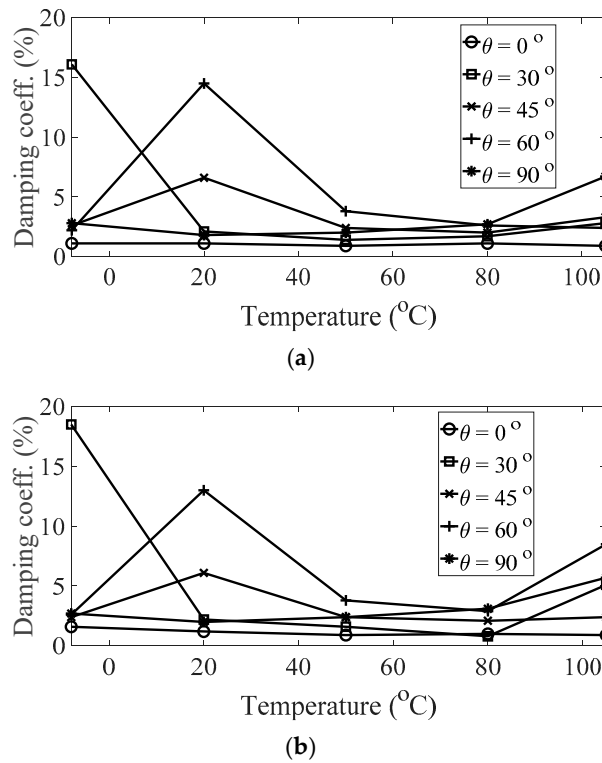 20
15
10
5
0
Damping coeff. (%)
θ = 0 °
θ = 30 °
θ = 45 °
θ = 60 °
θ = 90 °
0 20 40 60 80 100
Temperature (°C)
(a)
20
15
10
5
0
Damping coeff. (%)
θ = 0 °
θ = 30 °
θ = 45 °
θ = 60 °
θ = 90 °
0 20 40 60 80 100
Temperature (°C)
(b)